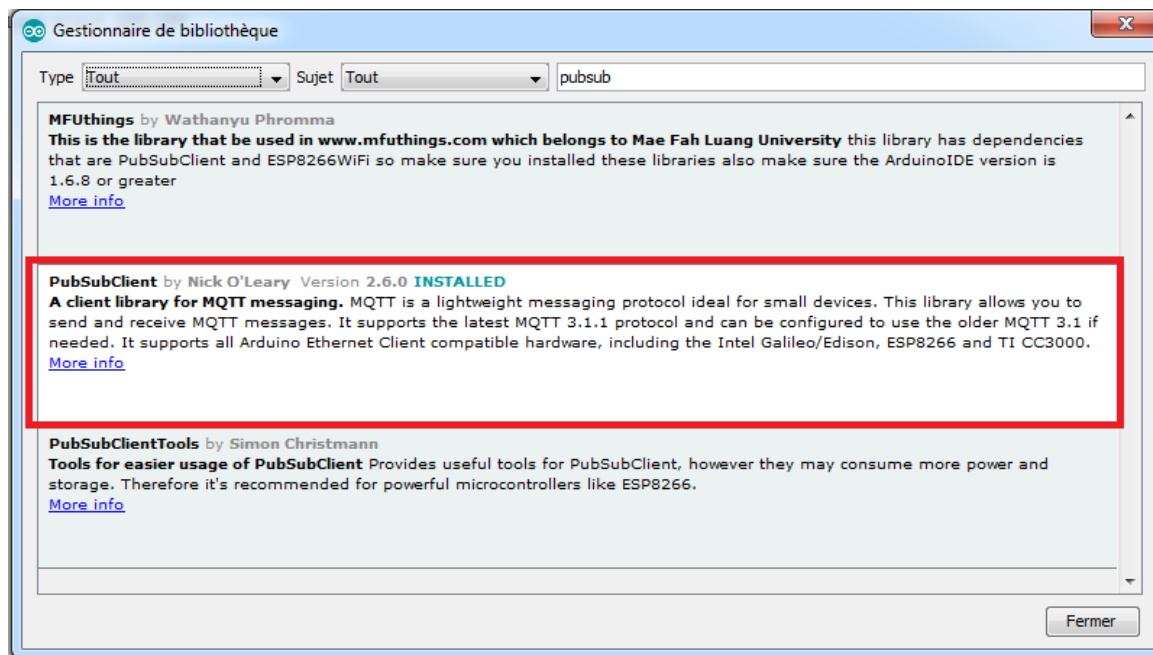 Gestionnaire de bibliothèque
Type Tout Sujet Tout pubsub
MFUthings by Wathanyu Phromma
This is the library that be used in www.mfuthings.com which belongs to Mae Fah Luang University this library has dependencies
that are PubSubClient and ESP8266WiFi so make sure you installed these libraries also make sure the ArduinoIDE version is
1.6.8 or greater
More info
PubSubClient by Nick O'Leary Version 2.6.0 INSTALLED
A client library for MQTT messaging. MQTT is a lightweight messaging protocol ideal for small devices. This library allows you to
send and receive MQTT messages. It supports the latest MQTT 3.1.1 protocol and can be configured to use the older MQTT 3.1 if
needed. It supports all Arduino Ethernet Client compatible hardware, including the Intel Galileo/Edison, ESP8266 and TI CC3000.
More info
PubSubClientTools by Simon Christmann
Tools for easier usage of PubSubClient Provides useful tools for PubSubClient, however they may consume more power and
storage. Therefore it's recommended for powerful microcontrollers like ESP8266.
More info
Fermer